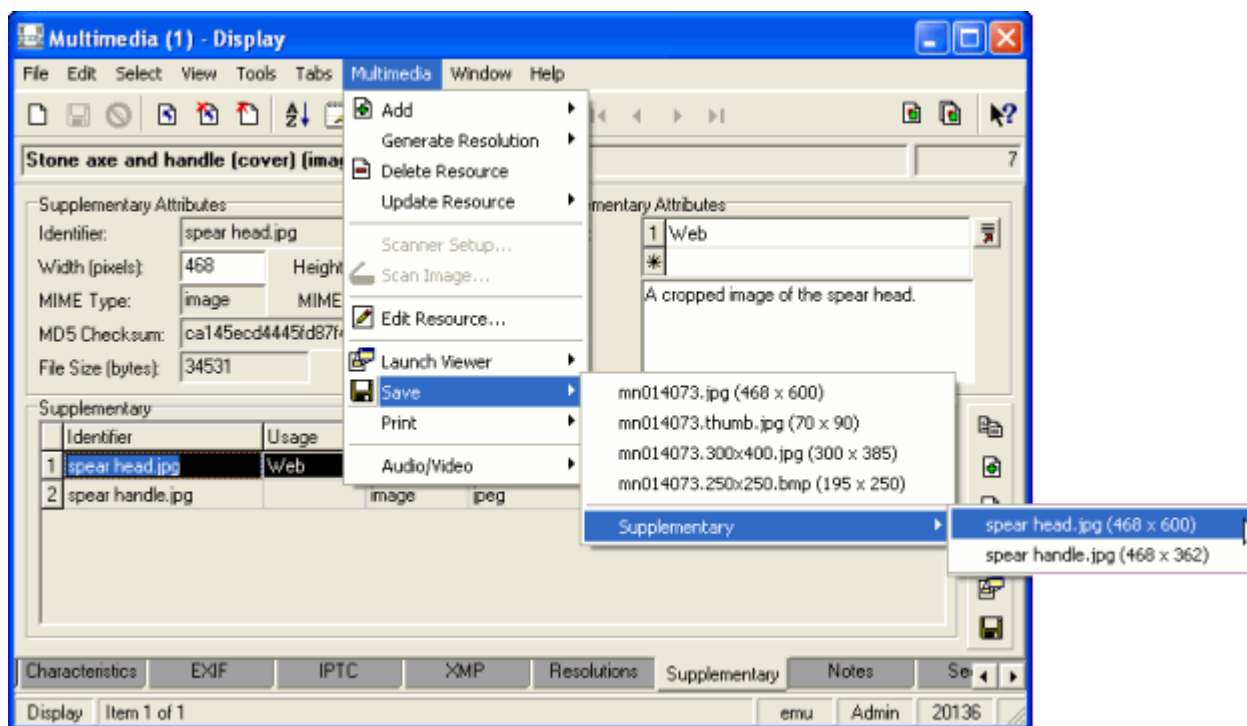 Multimedia (1) - Display
File Edit Select View Tools Tabs Multimedia Window Help
Stone axe and handle (cover) 7
Add
Generate Resolution
Delete Resource
Update Resource
Scanner Setup...
Scan Image...
Edit Resource...
Launch Viewer
Save
Print
Audio/Video
Supplementary Attributes
Identifier: spear head.jpg
Width (pixels): 468 Height
MIME Type: image MIME
MD5 Checksum: ca145ecd4445fd87f
File Size (bytes): 34531
Attributes
1 Web
A cropped image of the spear head.
mn014073.jpg (468 x 600)
mn014073.thumb.jpg (70 x 90)
mn014073.300x400.jpg (300 x 385)
mn014073.250x250.bmp (195 x 250)
Supplementary
spear head.jpg (468 x 600)
spear handle.jpg (468 x 362)
Supplementary
Identifier Usage
1 spear head.jpg Web
2 spear handle.jpg image jpeg
Characteristics EXIF IPTC XMP Resolutions Supplementary Notes
Display Item 1 of 1 emu Admin 20136